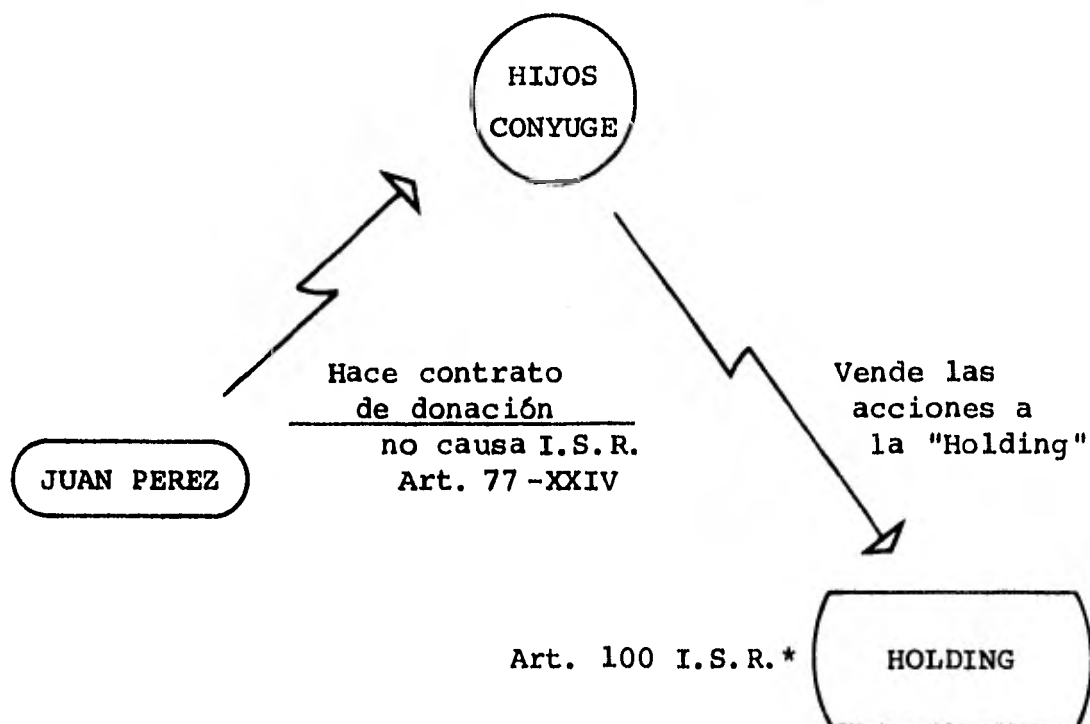 HIJOS
CONYUGE
Hace contrato
de donación
no causa I.S.R.
Art. 77-XXIV
Vende las
acciones a
la "Holding"
JUAN PEREZ
Art. 100 I.S.R.*
HOLDING